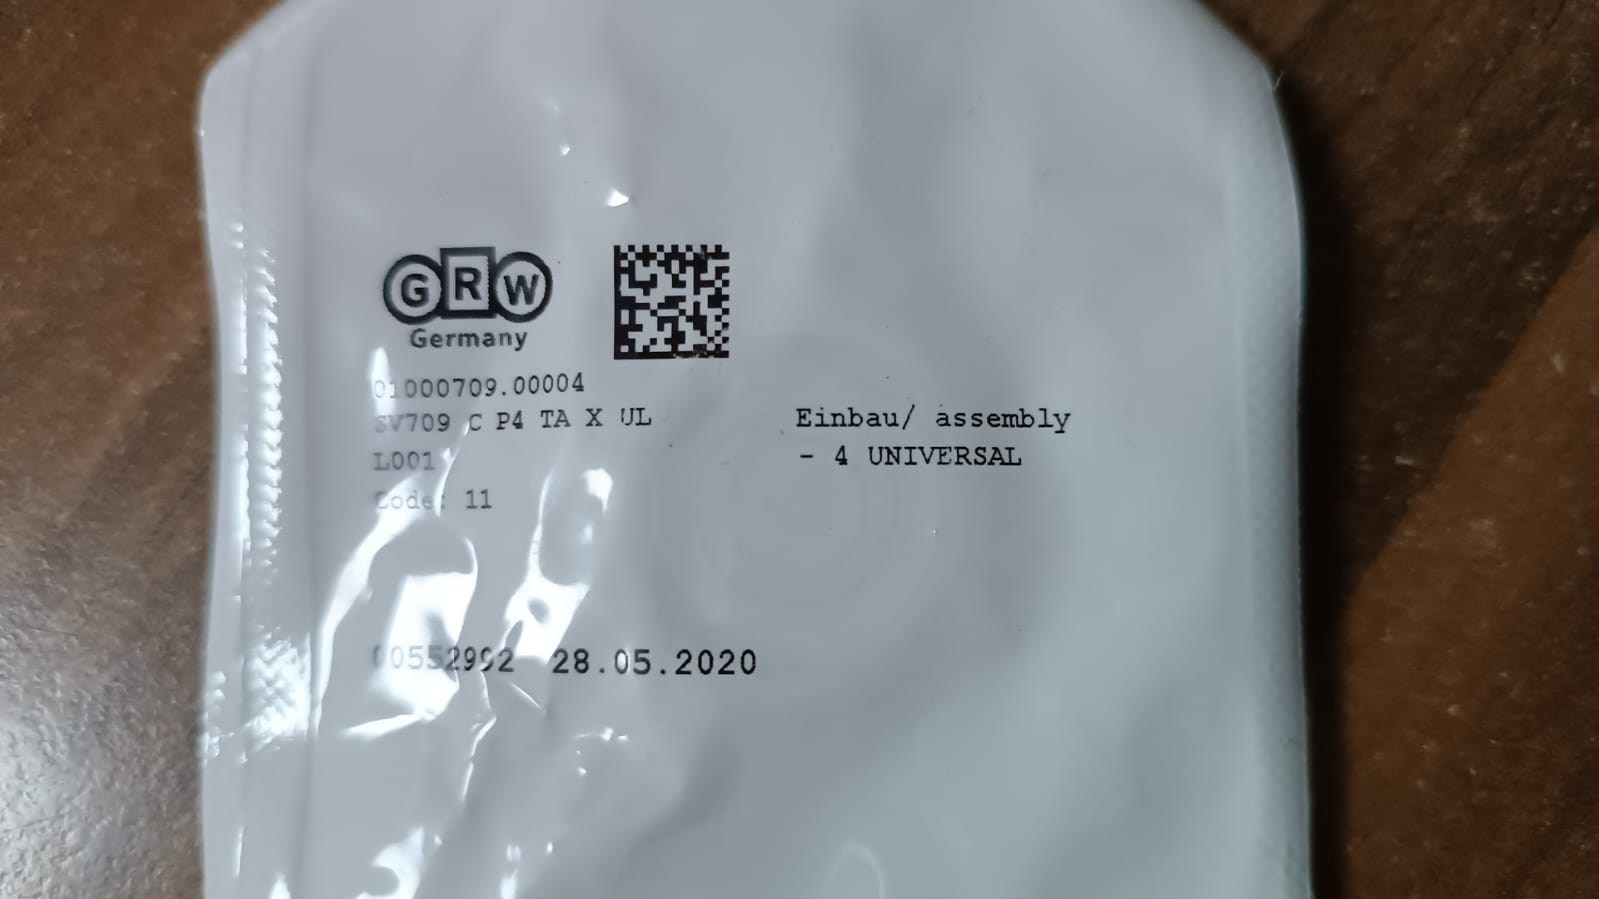 GRW
Germany
01000709.00004
SV709 C P4 TA X UL
L001
Code: 11
Einbau/ assembly
- 4 UNIVERSAL
00552992 28.05.2020